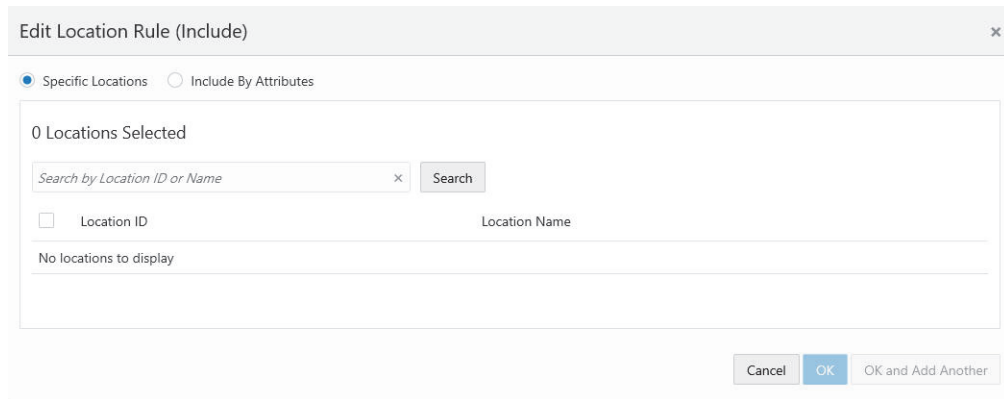 Edit Location Rule (Include) ×
Specific Locations Include By Attributes
0 Locations Selected
Search by Location ID or Name × Search
Location ID Location Name
No locations to display
Cancel OK OK and Add Another